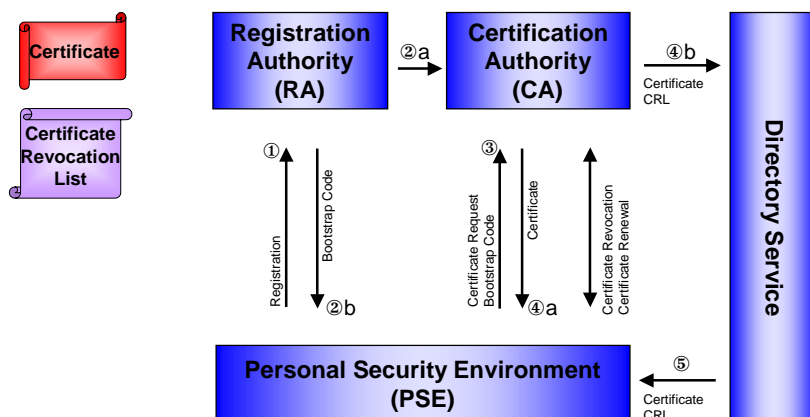 Certificate
Certificate
Revocation
List
Registration
Authority
(RA)
②a
Certification
Authority
(CA)
④b
Certificate
CRL
Directory Service
①
Registration
Bootstrap Code
②b
③
Certificate Request
Bootstrap Code
Certificate
④a
Certificate Revocation
Certificate Renewal
Personal Security Environment
(PSE)
⑤
Certificate
CRL